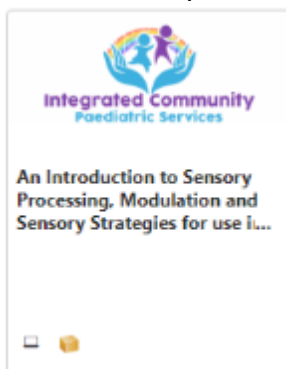 Integrated Community
Paediatric Services
An Introduction to Sensory
Processing, Modulation and
Sensory Strategies for use i...